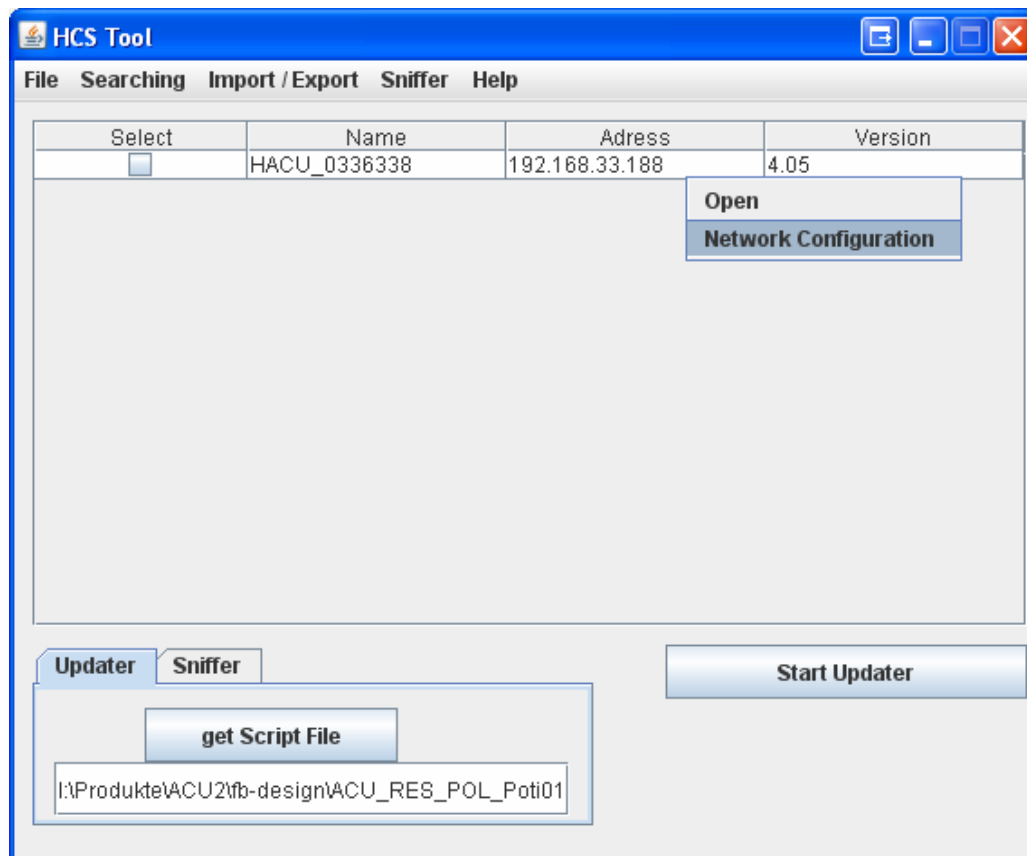 HCS Tool
File Searching Import / Export Sniffer Help
Select Name Adress Version
HACU_0336338 192.168.33.188 4.05
Open
Network Configuration
Updater Sniffer
Start Updater
get Script File
I:\Produkte\ACU2\fb-design\ACU_RES_POL_Poti01